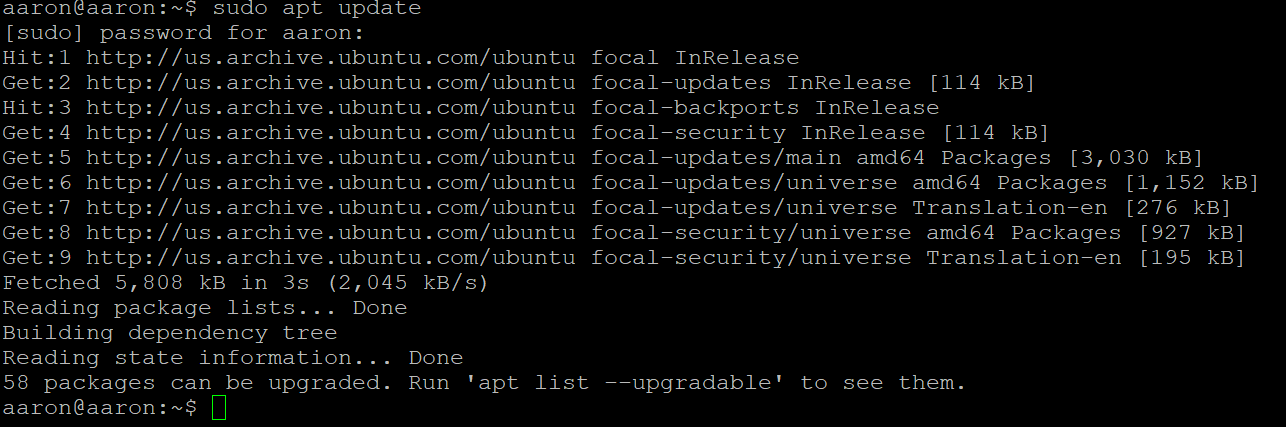 aaron@aaron:~$ sudo apt update
[sudo] password for aaron:
Hit:1 http://us.archive.ubuntu.com/ubuntu focal InRelease
Get:2 http://us.archive.ubuntu.com/ubuntu focal-updates InRelease [114 kB]
Hit:3 http://us.archive.ubuntu.com/ubuntu focal-backports InRelease
Get:4 http://us.archive.ubuntu.com/ubuntu focal-security InRelease [114 kB]
Get:5 http://us.archive.ubuntu.com/ubuntu focal-updates/main amd64 Packages [3,030 kB]
Get:6 http://us.archive.ubuntu.com/ubuntu focal-updates/universe amd64 Packages [1,152 kB]
Get:7 http://us.archive.ubuntu.com/ubuntu focal-updates/universe Translation-en [276 kB]
Get:8 http://us.archive.ubuntu.com/ubuntu focal-security/universe amd64 Packages [927 kB]
Get:9 http://us.archive.ubuntu.com/ubuntu focal-security/universe Translation-en [195 kB]
Fetched 5,808 kB in 3s (2,045 kB/s)
Reading package lists... Done
Building dependency tree
Reading state information... Done
58 packages can be upgraded. Run 'apt list --upgradable' to see them.
aaron@aaron:~$